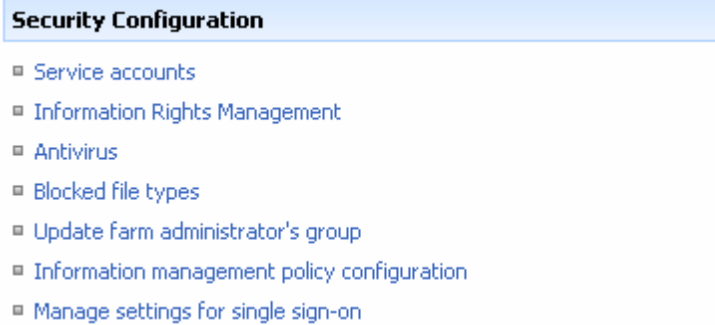 Security Configuration
Service accounts
Information Rights Management
Antivirus
Blocked file types
Update farm administrator's group
Information management policy configuration
Manage settings for single sign-on